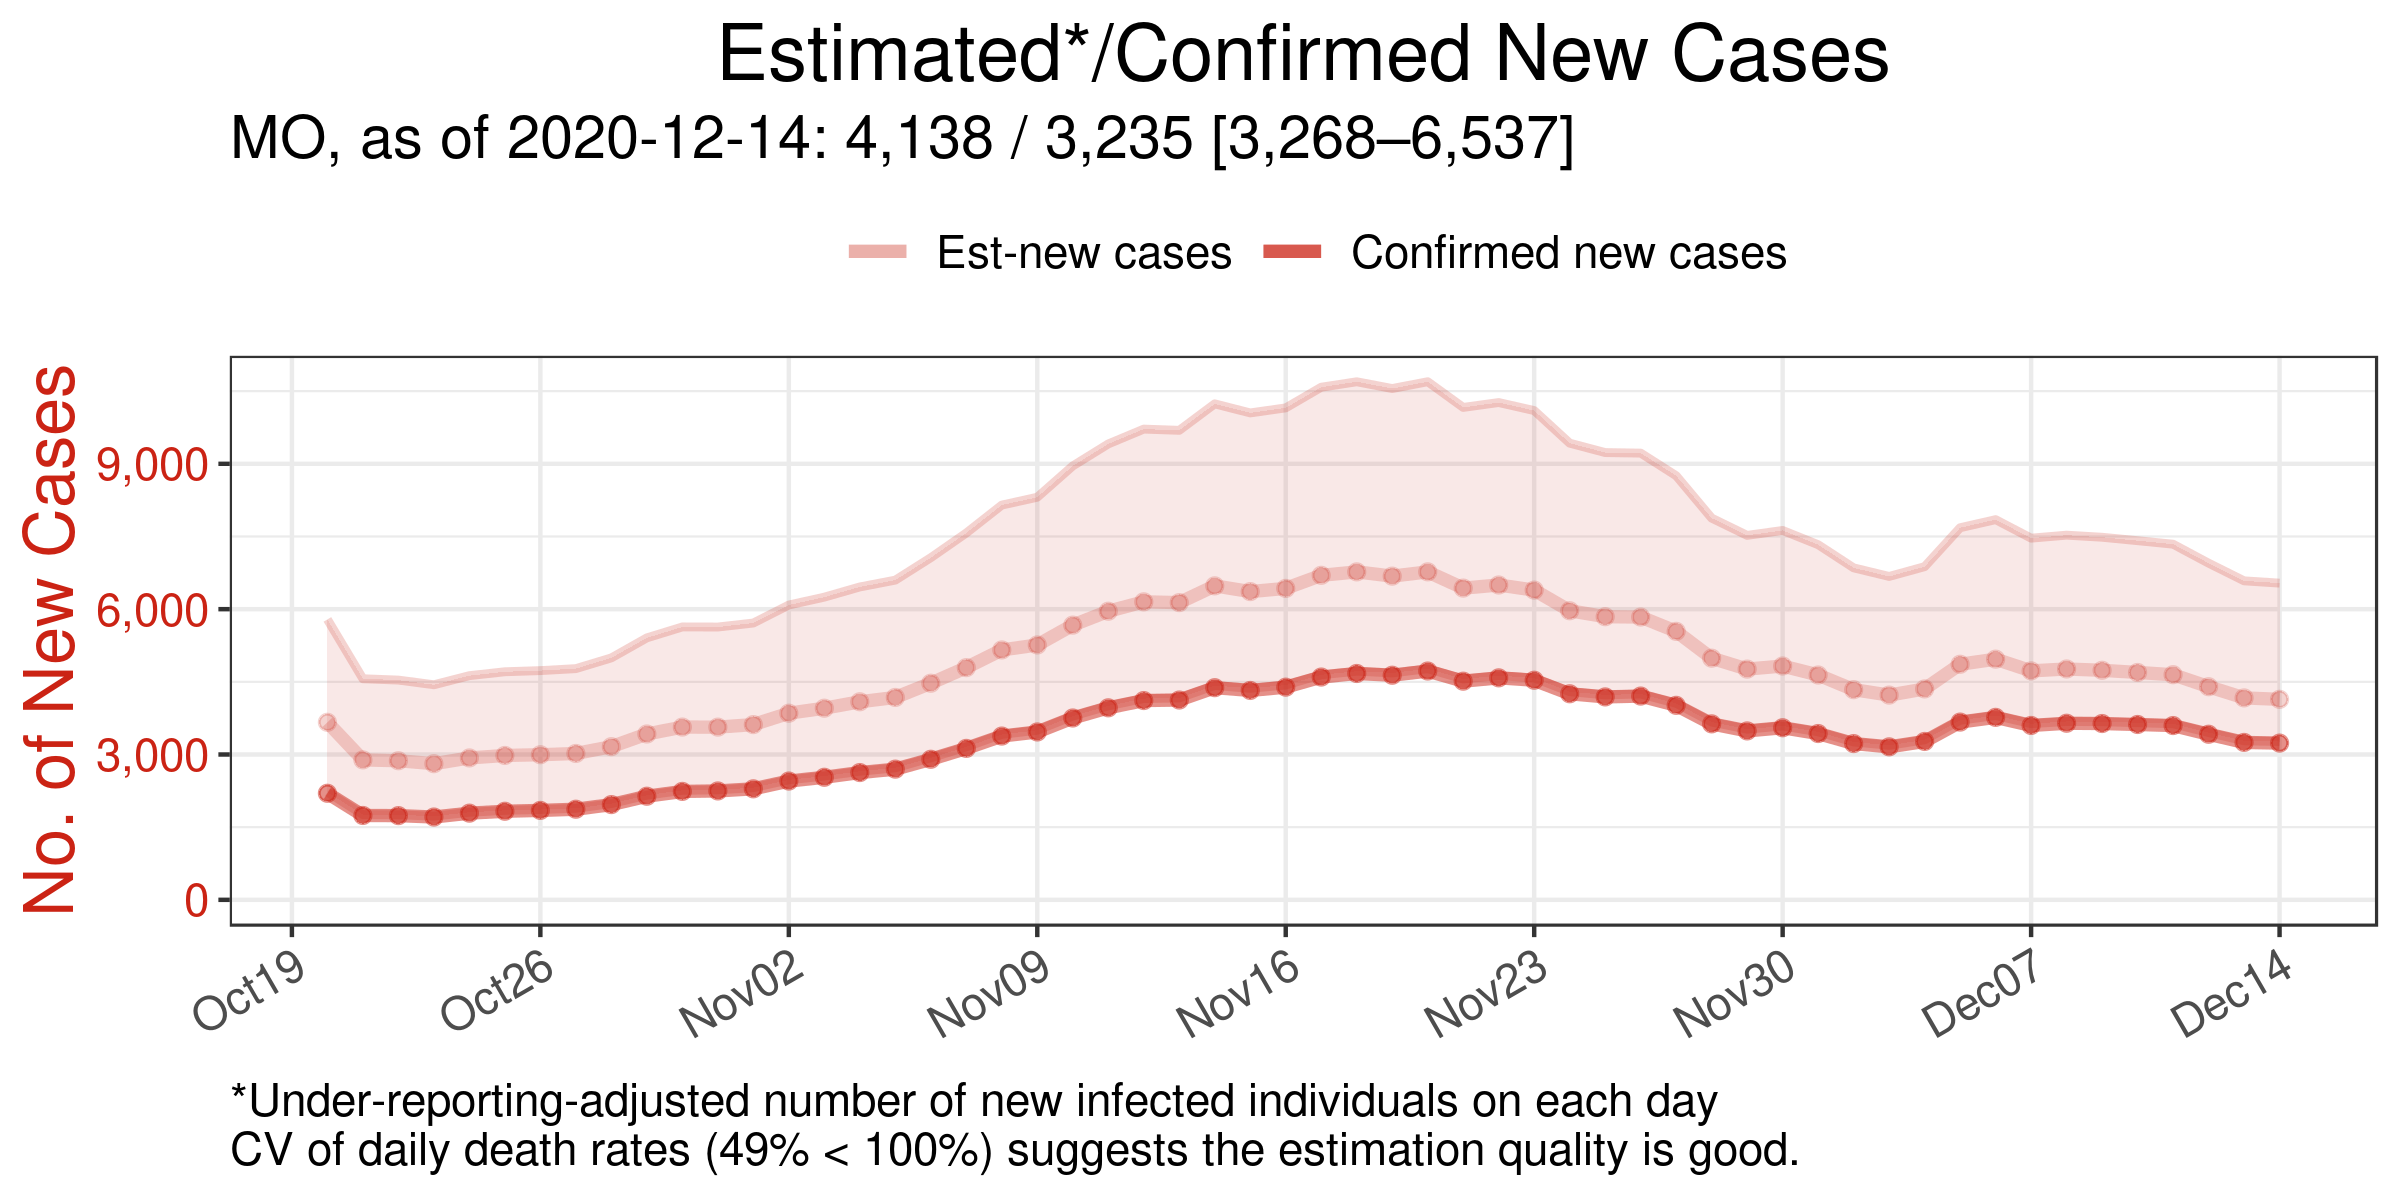 Estimated*/Confirmed New Cases
MO, as of 2020-12-14: 4,138 / 3,235 [3,268–6,537]
Est-new cases
Confirmed new cases
No. of New Cases
9,000
6,000
3,000
0
Oct19
Oct26
Nov02
Nov09
Nov16
Nov23
Nov30
Dec07
Dec14
*Under-reporting-adjusted number of new infected individuals on each day
CV of daily death rates (49% < 100%) suggests the estimation quality is good.